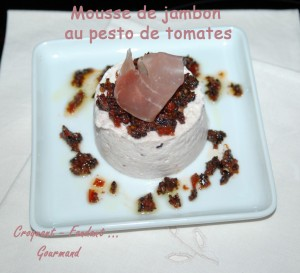 Mousse de jambon
au pesto de tomates
Croquant - Fondant ...
Gourmand